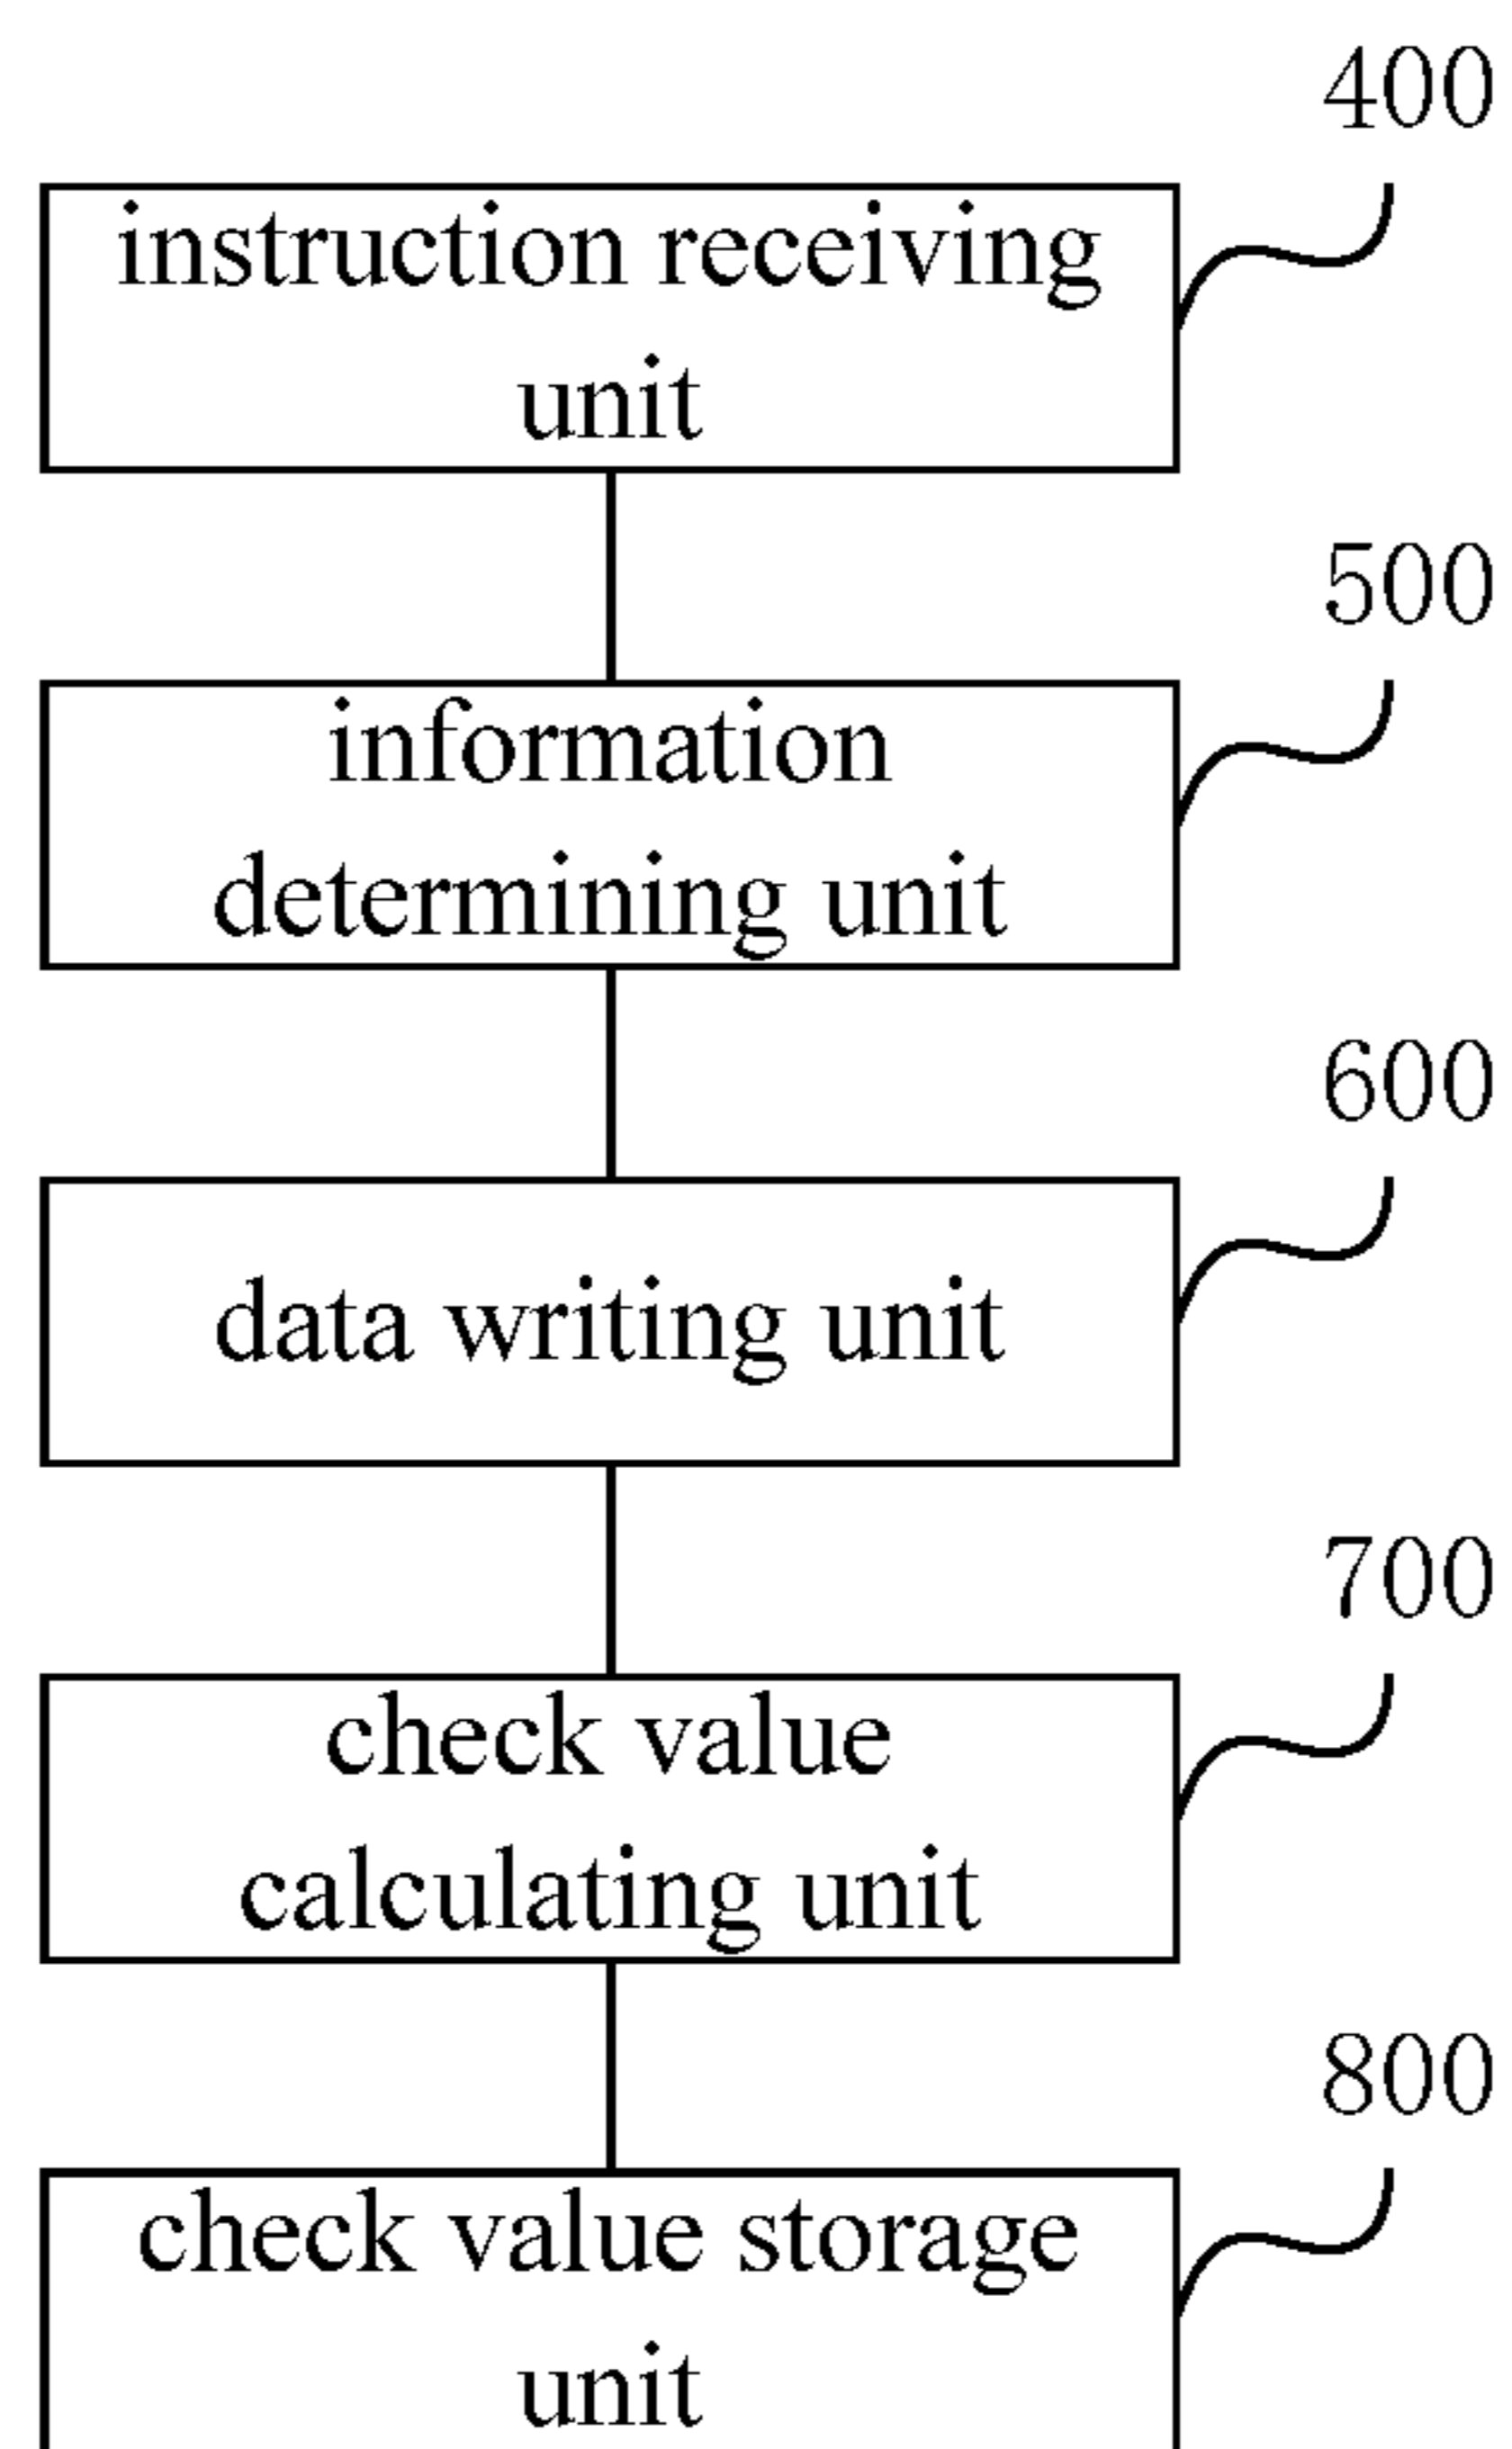 400
instruction receiving
unit
500
information
determining unit
600
data writing unit
700
check value
calculating unit
800
check value storage
unit